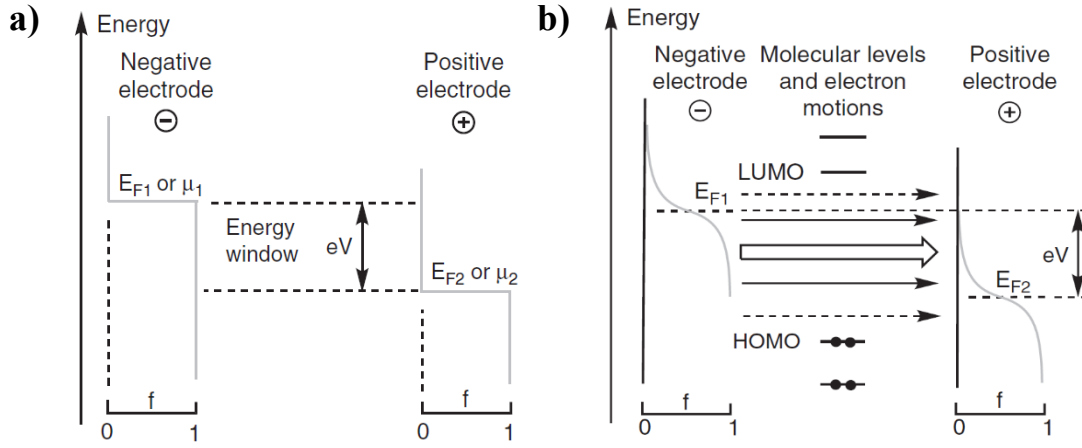 a)
Energy
Negative
electrode
⊖
Positive
electrode
⊕
E_F1 or μ_1
Energy
window
eV
E_F2 or μ_2
f
0 1
f
0 1
b)
Energy
Negative
electrode
⊖
Molecular levels
and electron
motions
Positive
electrode
⊕
LUMO
E_F1
eV
E_F2
HOMO
f
0 1
f
0 1